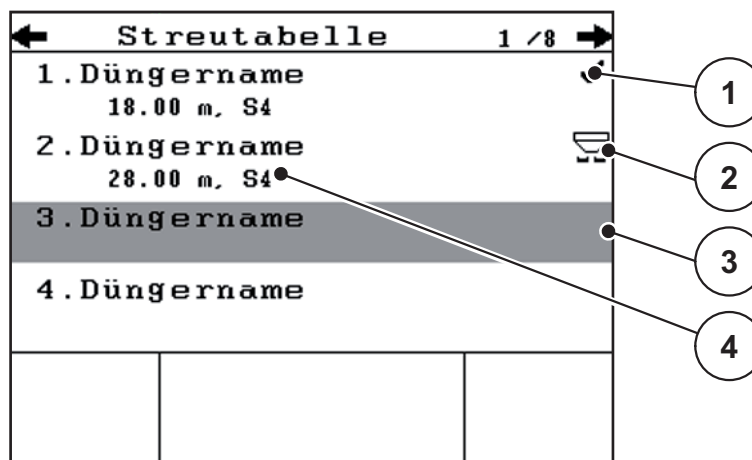 Streutabelle 1/8
1.Düngername
18.00 m, S4
1
2.Düngername
28.00 m, S4
2
3.Düngername
3
4.Düngername
4